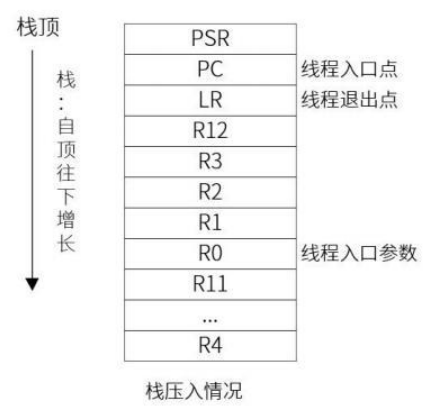 栈顶
栈：自顶往下增长
PSR
PC 线程入口点
LR 线程退出点
R12
R3
R2
R1
R0 线程入口参数
R11
...
R4
栈压入情况